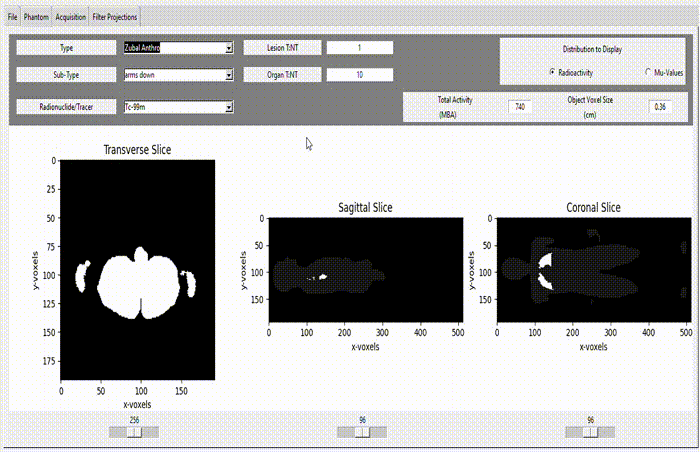 File Phantom Acquisition Filter Projections
Type Zubal Anthro Lesion T:NT 1 Distribution to Display
Sub-Type arms down Organ T:NT 10 Radioactivity Mu-Values
Radionuclide/Tracer Tc-99m Total Activity (MBA) 740 Object Voxel Size (cm) 0.36
Transverse Slice
0
25
50
75
100
125
150
175
y-voxels
0 50 100 150
x-voxels
256
Sagittal Slice
0
50
100
150
y-voxels
0 100 200 300 400 500
x-voxels
96
Coronal Slice
0
50
100
150
y-voxels
0 100 200 300 400 500
x-voxels
96